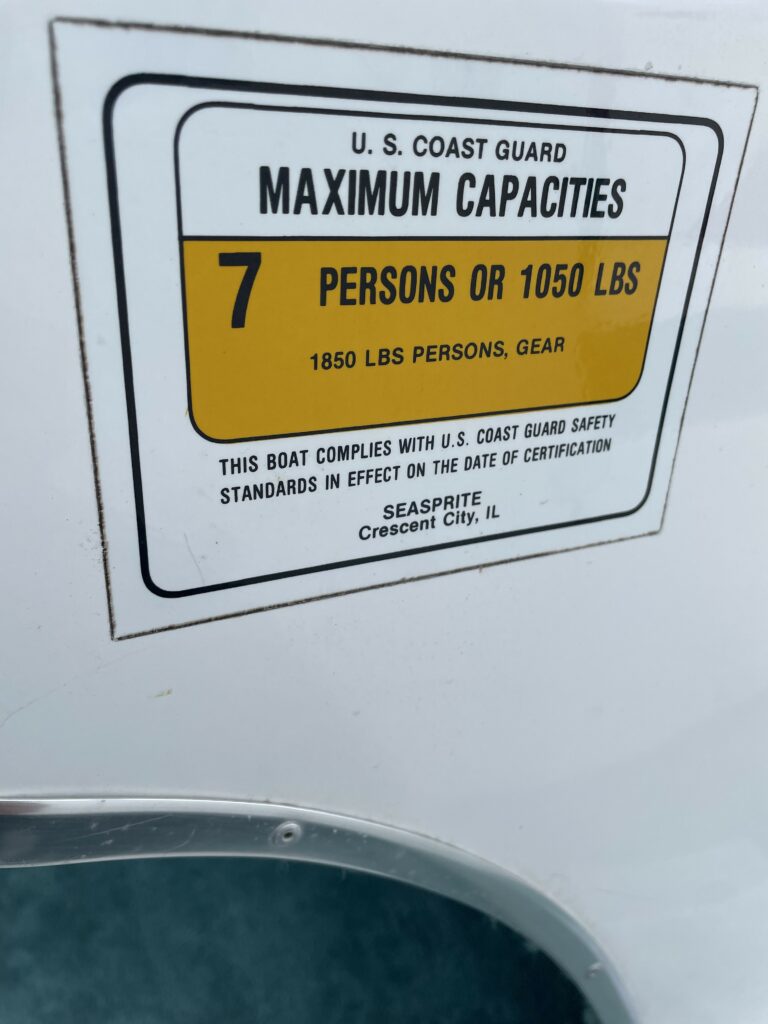 U. S. COAST GUARD
MAXIMUM CAPACITIES
7 PERSONS OR 1050 LBS
1850 LBS PERSONS, GEAR
THIS BOAT COMPLIES WITH U.S. COAST GUARD SAFETY
STANDARDS IN EFFECT ON THE DATE OF CERTIFICATION
SEASPRITE
Crescent City, IL